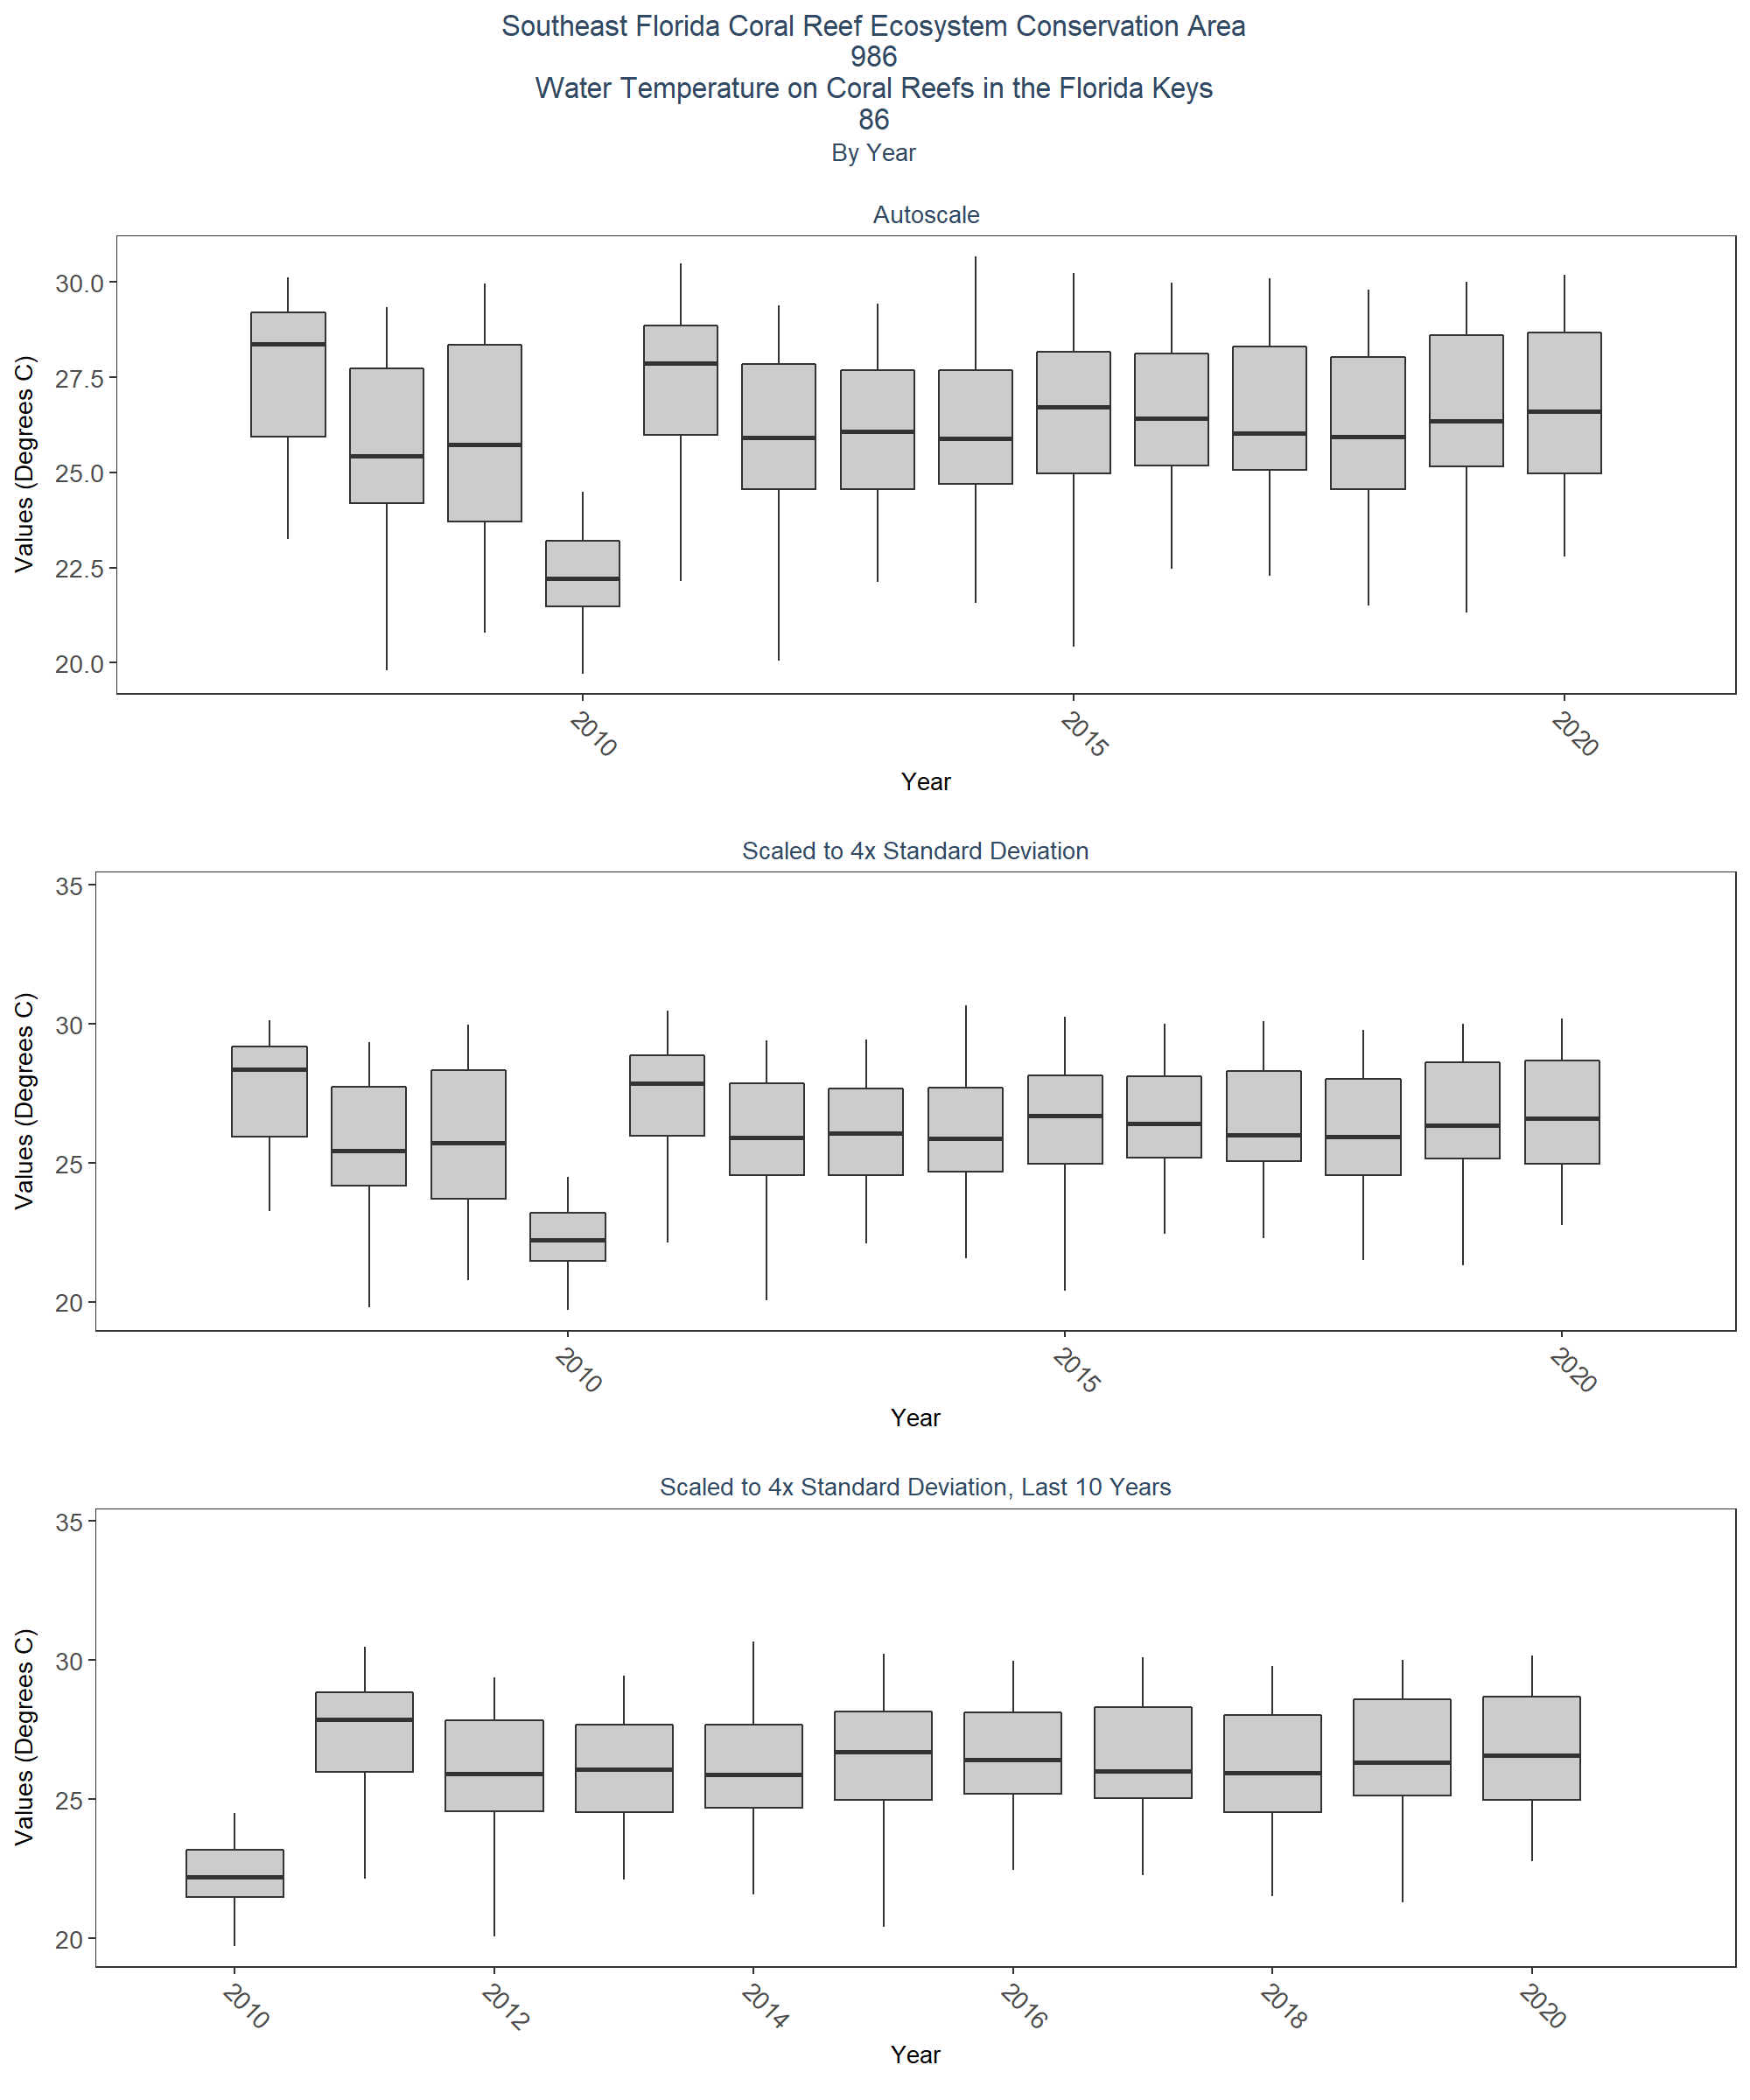 Southeast Florida Coral Reef Ecosystem Conservation Area
986
Water Temperature on Coral Reefs in the Florida Keys
86
By Year
Autoscale
30.0
27.5
25.0
22.5
20.0
Values (Degrees C)
2010
2015
2020
Year
Scaled to 4x Standard Deviation
35
30
25
20
Values (Degrees C)
2010
2015
2020
Year
Scaled to 4x Standard Deviation, Last 10 Years
35
30
25
20
Values (Degrees C)
2010
2012
2014
2016
2018
2020
Year